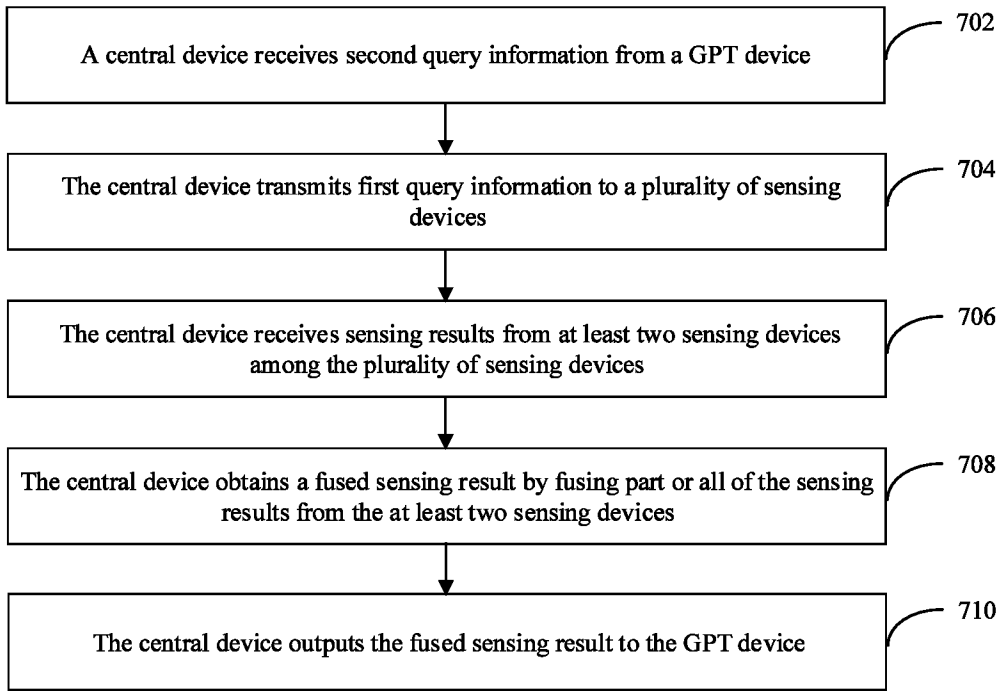 A central device receives second query information from a GPT device
702
The central device transmits first query information to a plurality of sensing
devices
704
The central device receives sensing results from at least two sensing devices
among the plurality of sensing devices
706
The central device obtains a fused sensing result by fusing part or all of the sensing
results from the at least two sensing devices
708
The central device outputs the fused sensing result to the GPT device
710